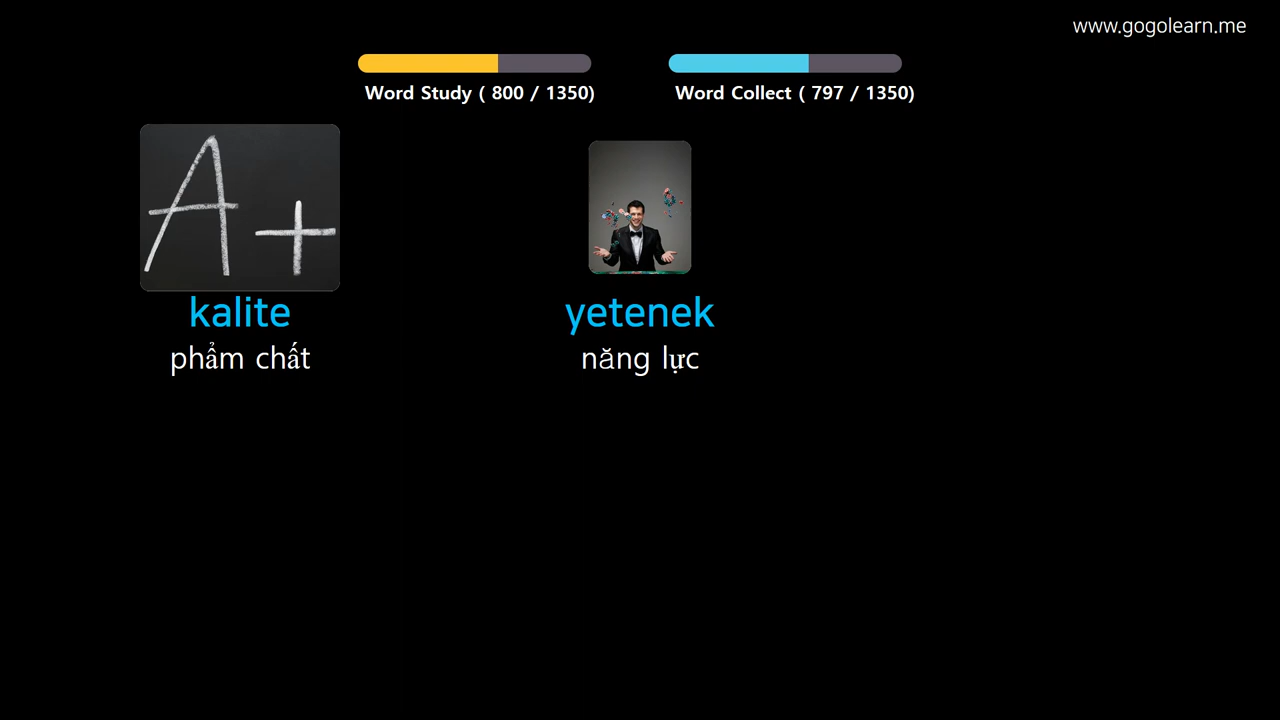 www.gogolearn.me
Word Study ( 800 / 1350)
Word Collect ( 797 / 1350)
A+
kalite
phẩm chất
yetenek
năng lực